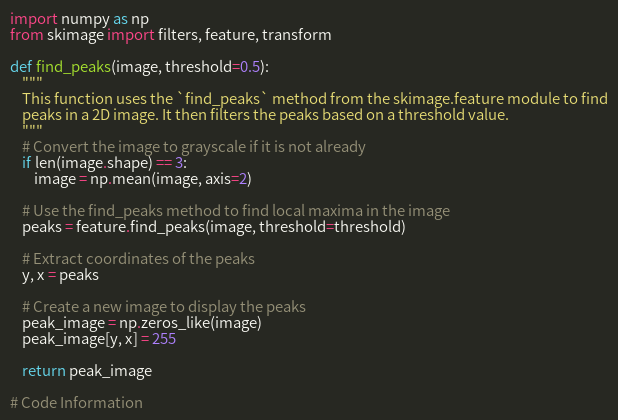 import numpy as np
from skimage import filters, feature, transform
def find_peaks(image, threshold=0.5):
"""
This function uses the `find_peaks` method from the skimage.feature module to find
peaks in a 2D image. It then filters the peaks based on a threshold value.
"""
# Convert the image to grayscale if it is not already
if len(image.shape) == 3:
image = np.mean(image, axis=2)
# Use the find_peaks method to find local maxima in the image
peaks = feature.find_peaks(image, threshold=threshold)
# Extract coordinates of the peaks
y, x = peaks
# Create a new image to display the peaks
peak_image = np.zeros_like(image)
peak_image[y, x] = 255
return peak_image
# Code Information